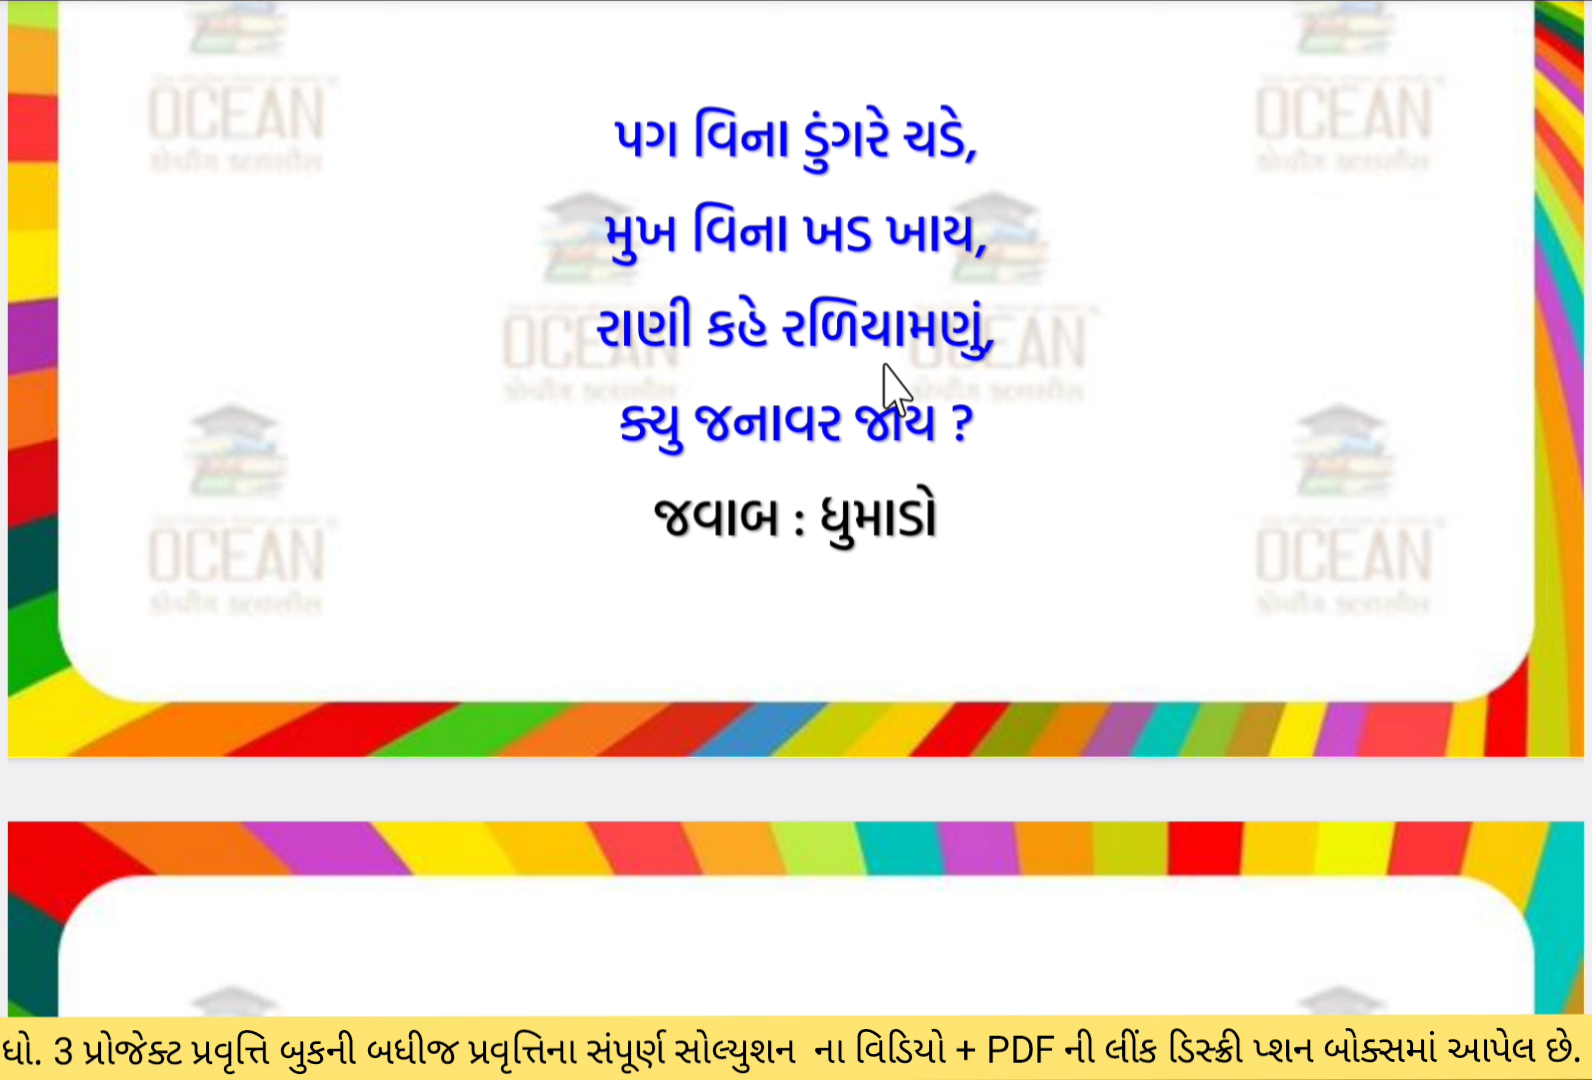 OCEAN
OCEAN
પગ વિના ડુંગરે ચડે,
મુખ વિના ખડ ખાય,
રાણી કહે રળિયામણું,
OCEAN
OCEAN
ક્યુ જનાવર જાય ?
જવાબ : ધુમાડો
OCEAN
OCEAN
ધો. 3 પ્રોજેક્ટ પ્રવૃત્તિ બુકની બધીજ પ્રવૃત્તિના સંપૂર્ણ સોલ્યુશન ના વિડિયો + PDF ની લીંક ડિસ્ક્રી પ્શન બોક્સમાં આપેલ છે.